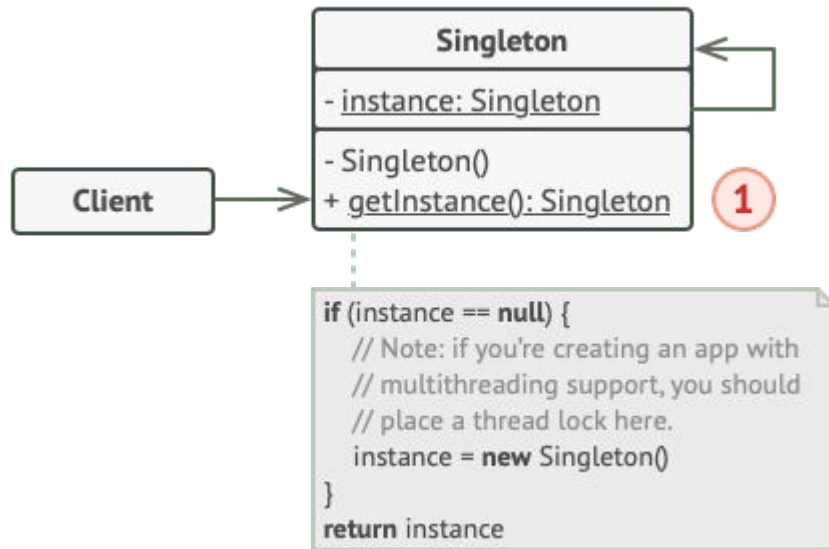 Singleton
- instance: Singleton
- Singleton()
+ getInstance(): Singleton
Client
1
if (instance == null) {
// Note: if you're creating an app with
// multithreading support, you should
// place a thread lock here.
instance = new Singleton()
}
return instance